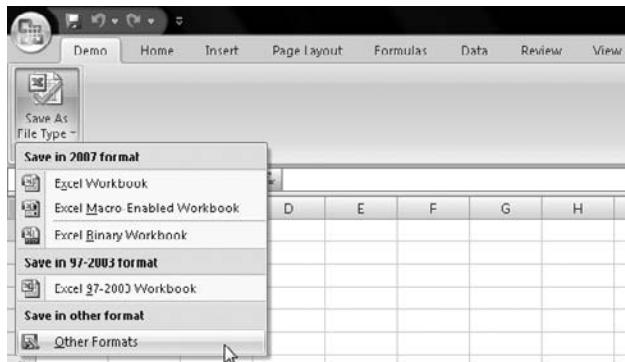 Demo Home Insert Page Layout Formulas Data Review View
Save As
File Type
Save in 2007 format
Excel Workbook
Excel Macro-Enabled Workbook
Excel Binary Workbook
Save in 97-2003 format
Excel 97-2003 Workbook
Save in other format
Other Formats
D E F G H